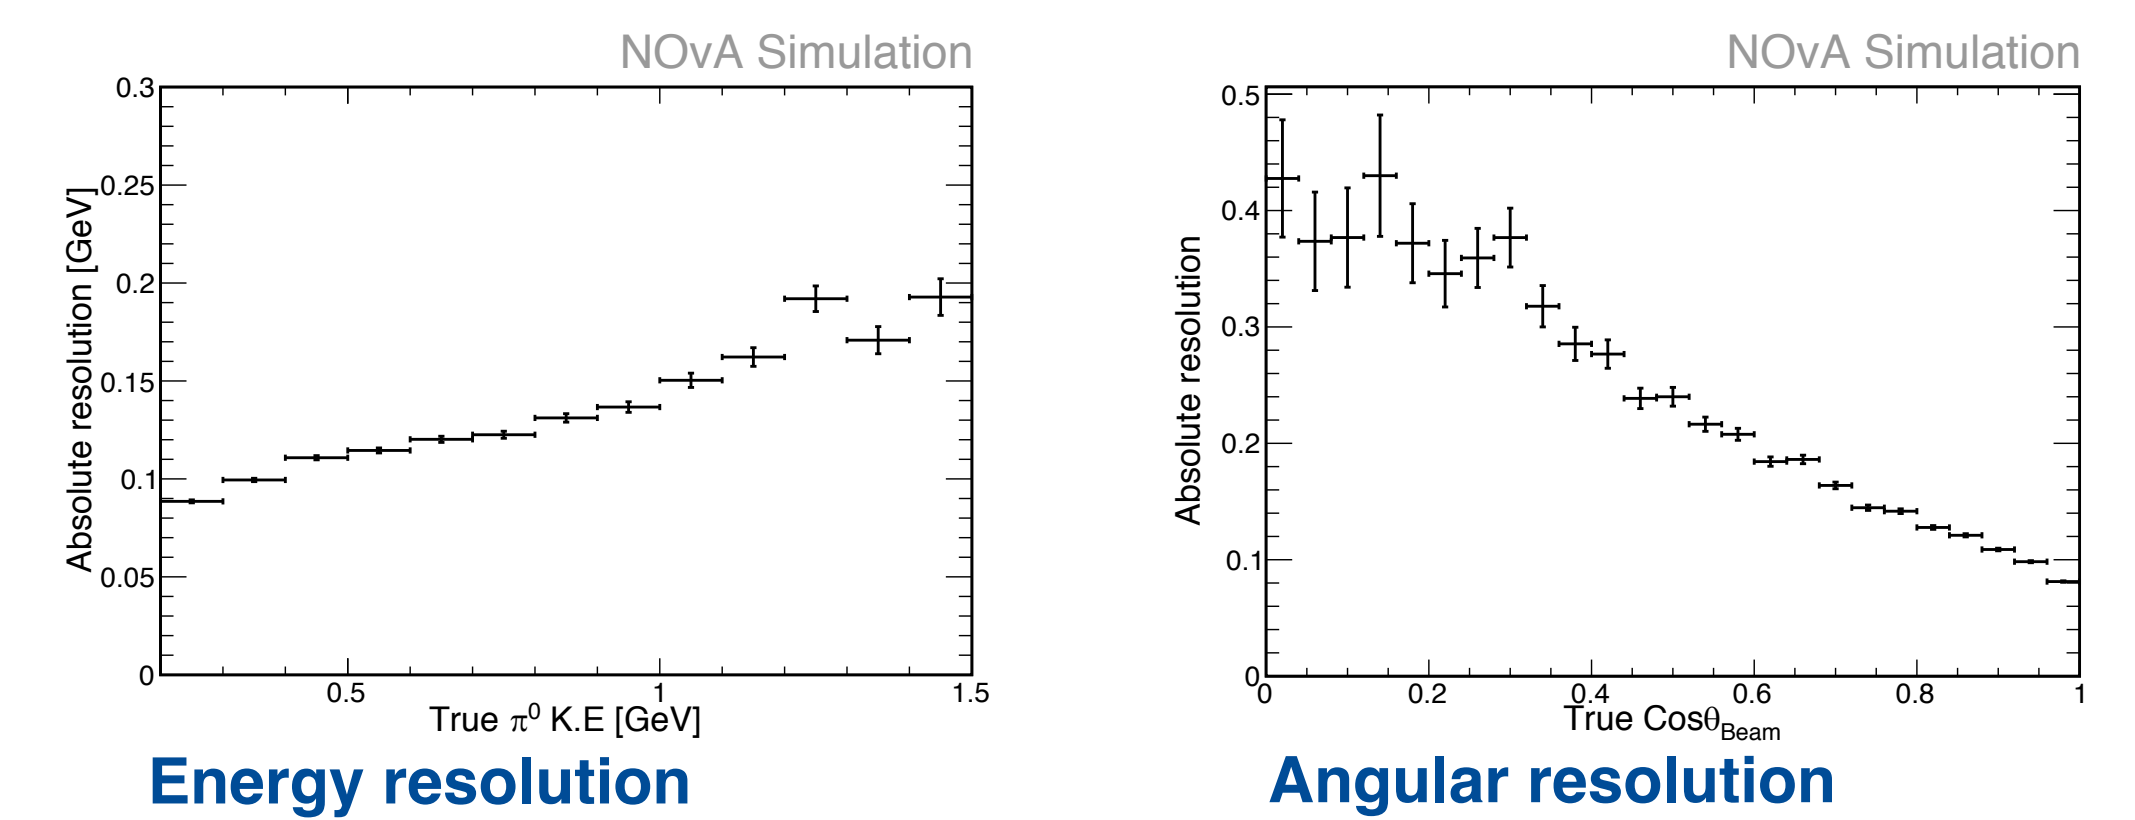 NOvA Simulation
0.3
0.25
0.2
0.15
0.1
0.05
0
Absolute resolution [GeV]
0.5
1
1.5
True π⁰ K.E [GeV]
Energy resolution
NOvA Simulation
0.5
0.4
0.3
0.2
0.1
0
Absolute resolution
0
0.2
0.4
0.6
0.8
1
True Cosθ_Beam
Angular resolution